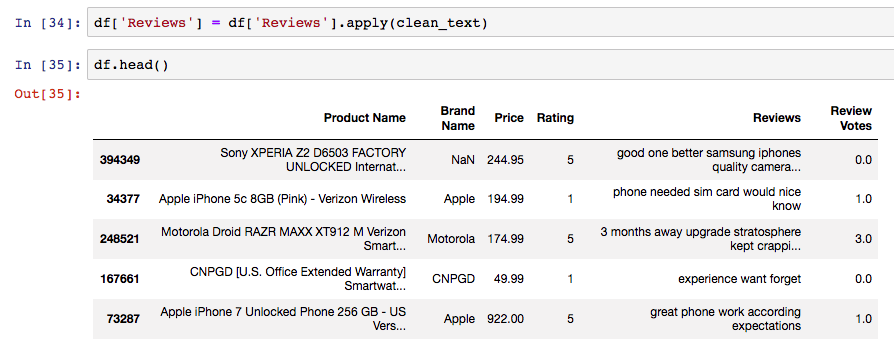 In [34]: df['Reviews'] = df['Reviews'].apply(clean_text)
In [35]: df.head()
Out[35]:
Product Name Brand Name Price Rating Reviews Review Votes
394349 Sony XPERIA Z2 D6503 FACTORY UNLOCKED Internat... NaN 244.95 5 good one better samsung iphones quality camera... 0.0
34377 Apple iPhone 5c 8GB (Pink) - Verizon Wireless Apple 194.99 1 phone needed sim card would nice know 1.0
248521 Motorola Droid RAZR MAXX XT912 M Verizon Smart... Motorola 174.99 5 3 months away upgrade stratosphere kept crappi... 3.0
167661 CNPGD [U.S. Office Extended Warranty] Smartwat... CNPGD 49.99 1 experience want forget 0.0
73287 Apple iPhone 7 Unlocked Phone 256 GB - US Vers... Apple 922.00 5 great phone work according expectations 1.0